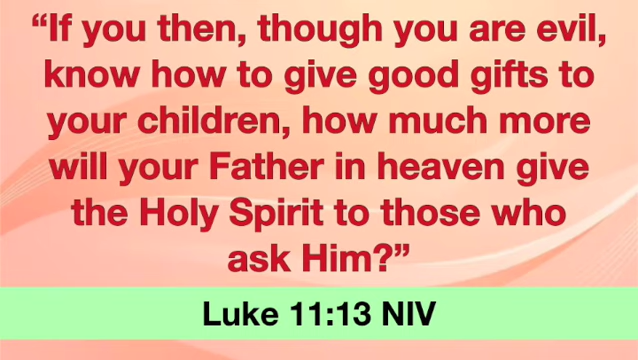 “If you then, though you are evil,
know how to give good gifts to
your children, how much more
will your Father in heaven give
the Holy Spirit to those who
ask Him?”
Luke 11:13 NIV